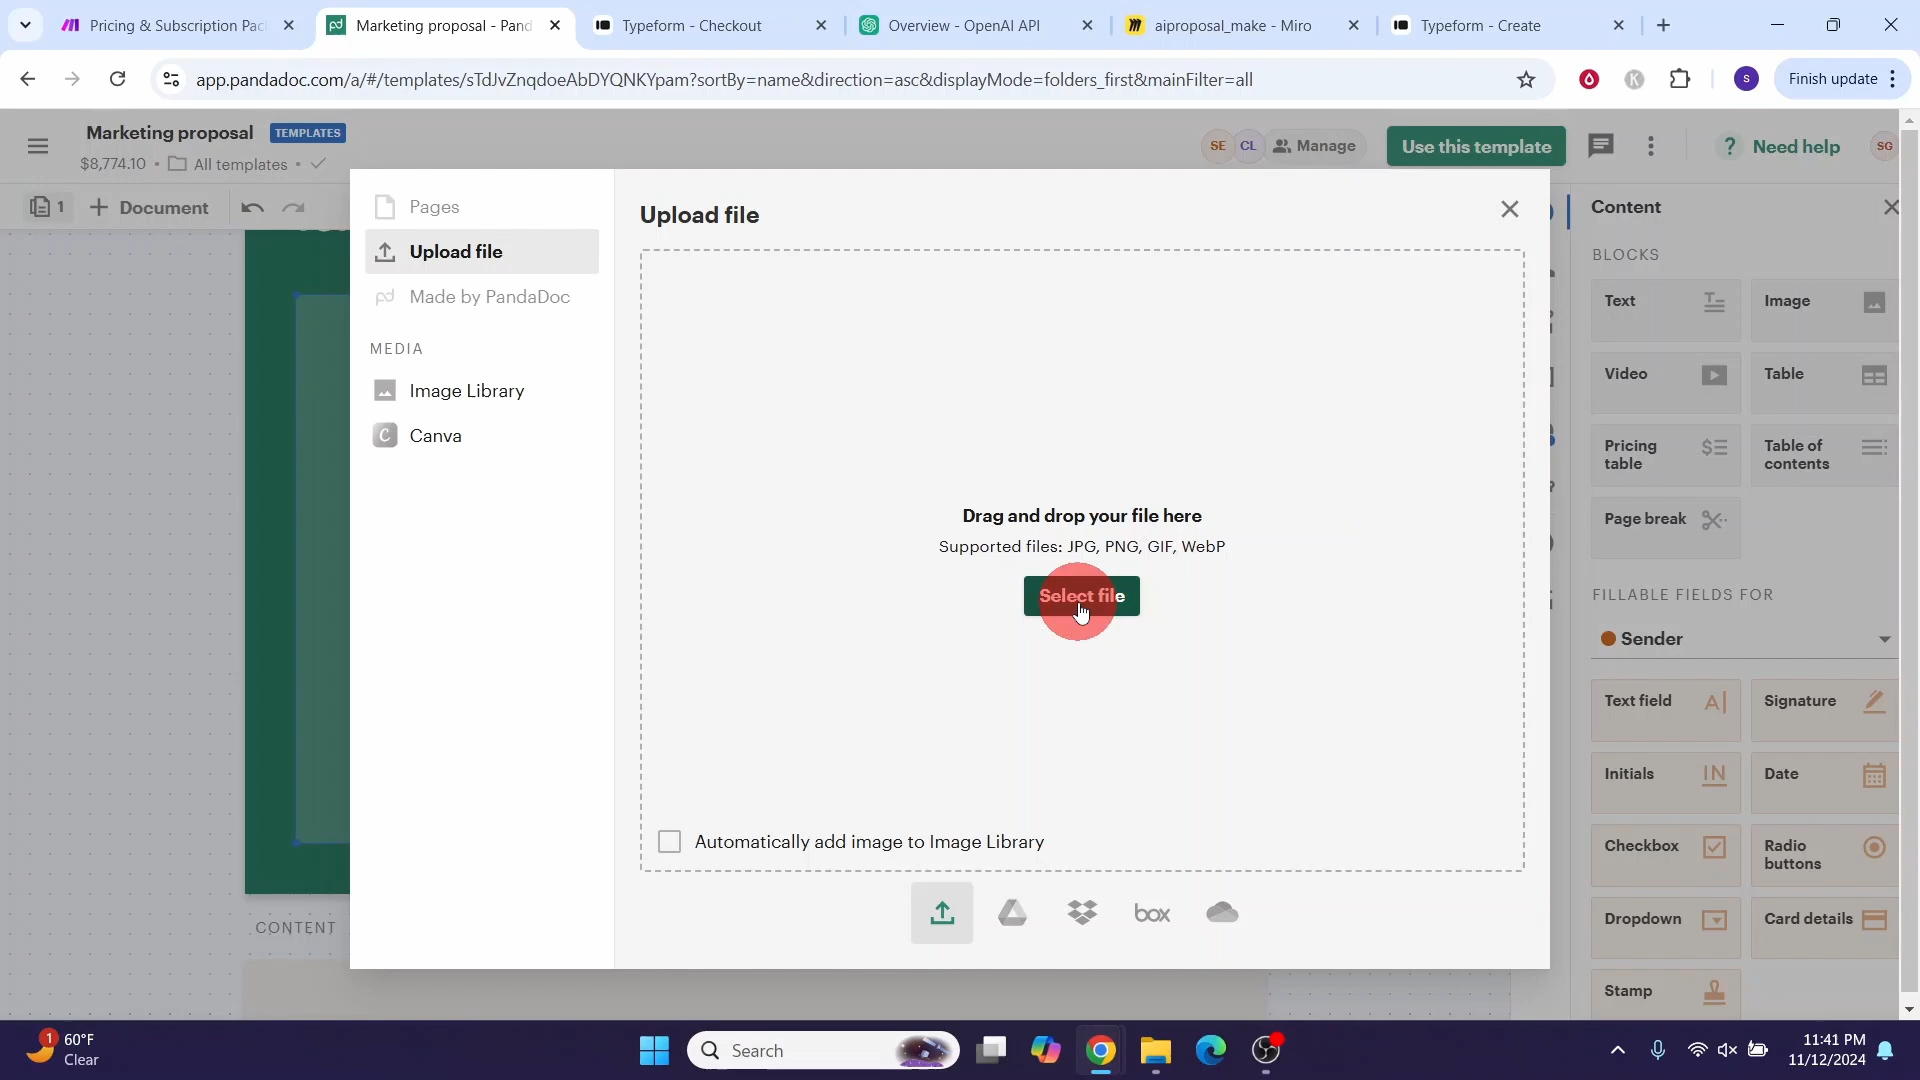 Pricing & Subscription Pac
Marketing proposal - Pand
Typeform - Checkout
Overview - OpenAI API
aiproposal_make - Miro
Typeform - Create
app.pandadoc.com/a/#/templates/sTdJvZnqdoeAbDYQNKYpam?sortBy=name&direction=asc&displayMode=folders_first&mainFilter=all
K
S
Finish update
Marketing proposal
TEMPLATES
$8,774.10 • All templates •
SE
CL
Manage
Use this template
? Need help
SG
1
+ Document
Pages
Upload file
Made by PandaDoc
MEDIA
Image Library
Canva
Upload file
Drag and drop your file here
Supported files: JPG, PNG, GIF, WebP
Select file
Automatically add image to Image Library
box
CONTENT
Content
BLOCKS
Text
Image
Video
Table
Pricing table
Table of contents
Page break
FILLABLE FIELDS FOR
Sender
Text field
Signature
Initials
IN
Date
Checkbox
Radio buttons
Dropdown
Card details
Stamp
1
60°F
Clear
Search
11:41 PM
11/12/2024